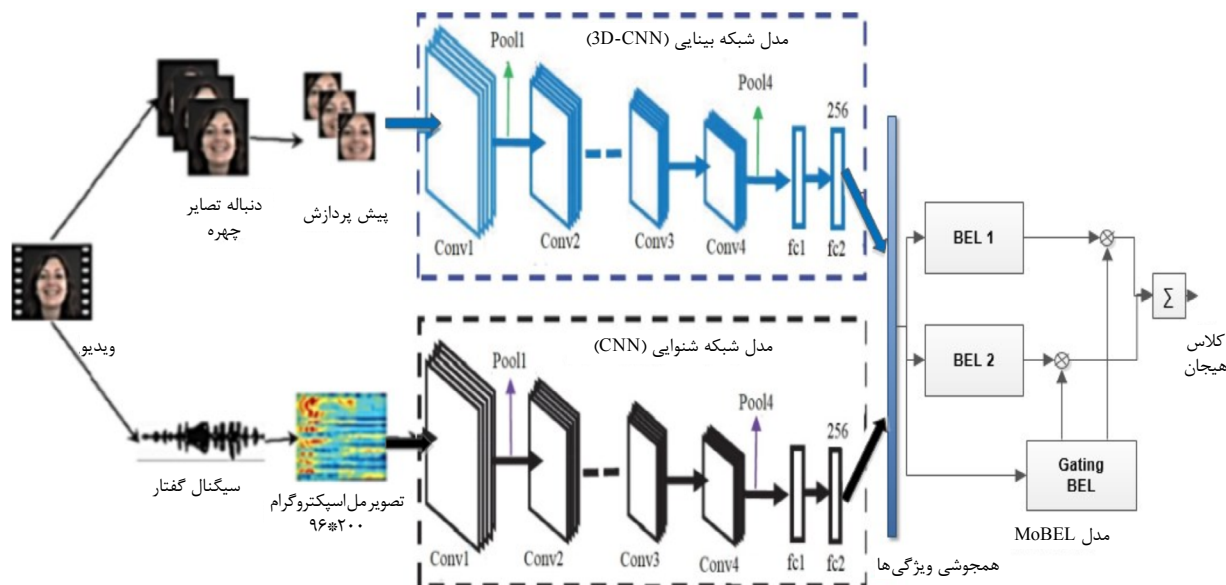 مدل شبکه بینایی (3D-CNN)
Pool1
Pool4
256
Conv1
Conv2
Conv3
Conv4
fc1
fc2
دنباله تصایر
چهره
پیش پردازش
ویدیو
سیگنال گفتار
تصویر مل اسپکتروگرام
۹۶*۲۰۰
مدل شبکه شنوایی (CNN)
Pool1
Pool4
256
Conv1
Conv2
Conv3
Conv4
fc1
fc2
همجوشی ویژگی‌ها
BEL 1
BEL 2
Gating
BEL
مدل MoBEL
Σ
کلاس
هیجان